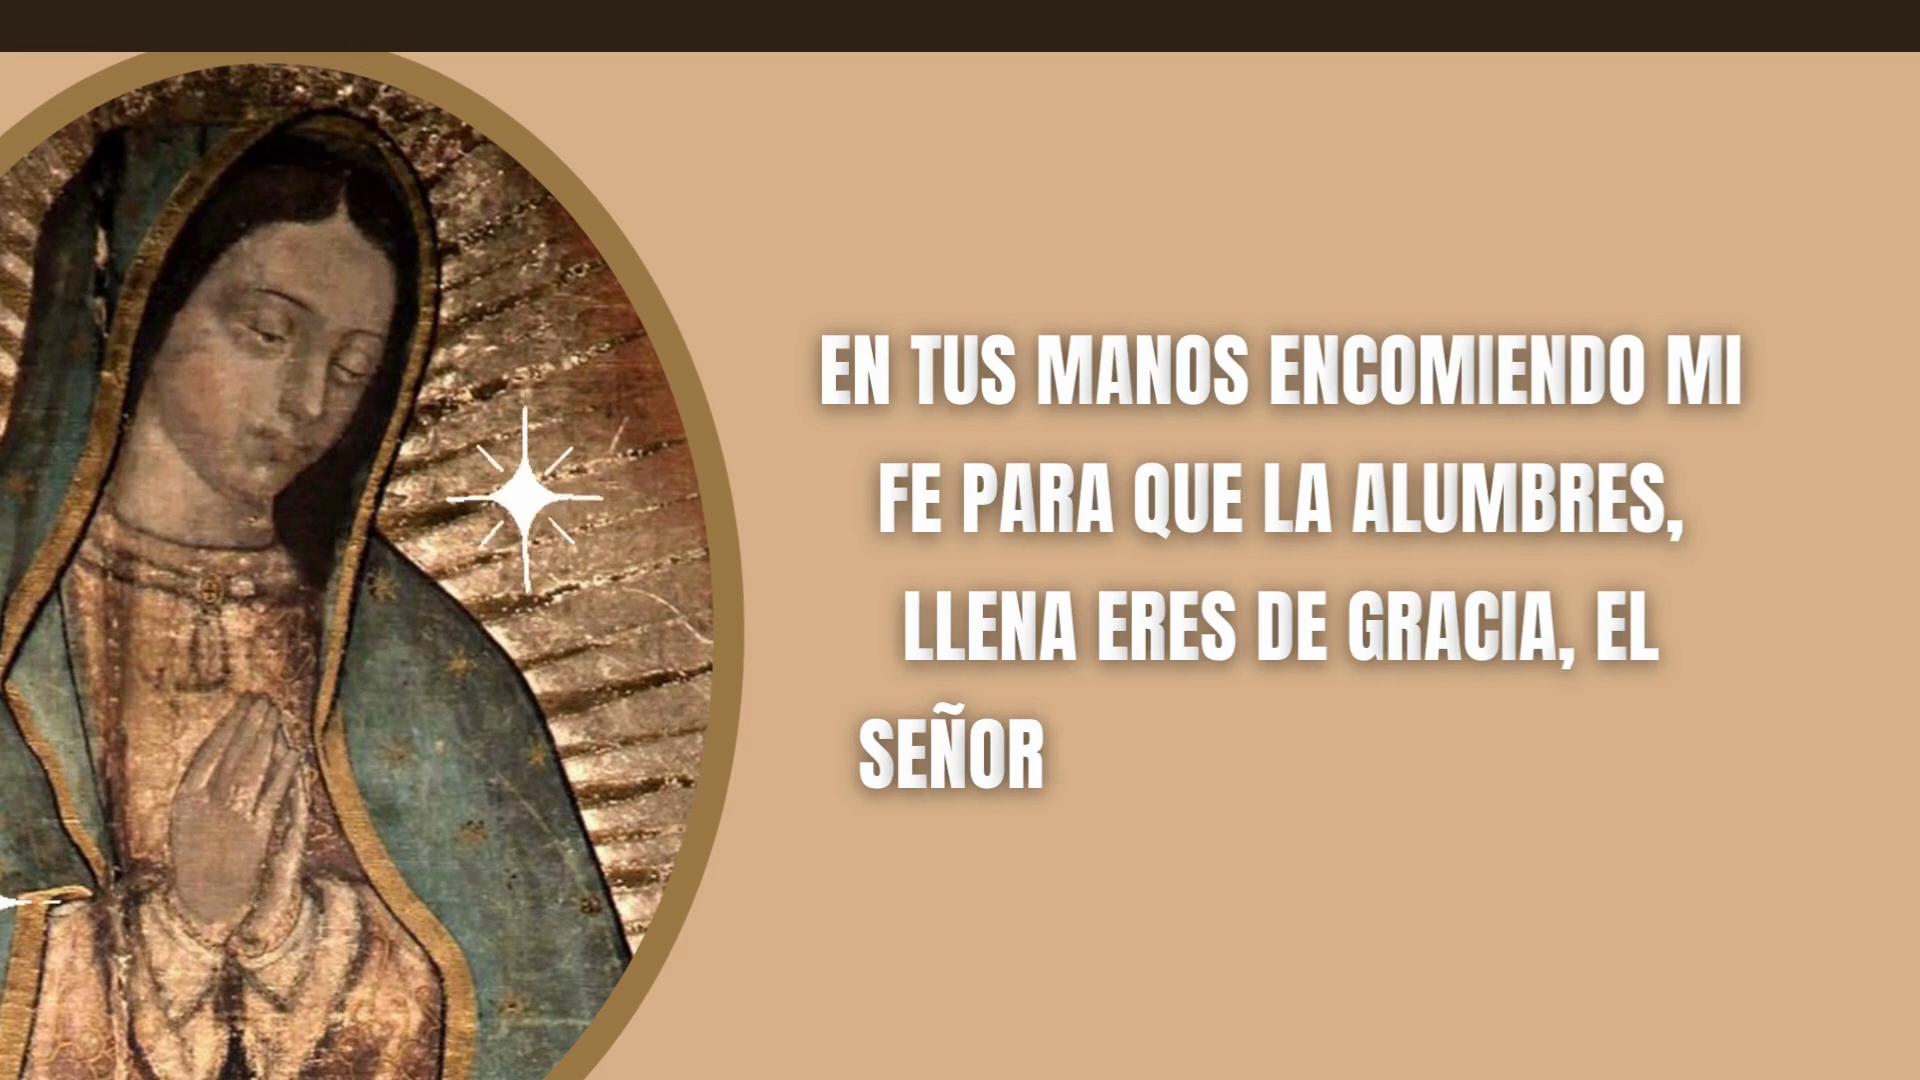 EN TUS MANOS ENCOMIENDO MI
FE PARA QUE LA ALUMBRES,
LLENA ERES DE GRACIA, EL
SEÑOR